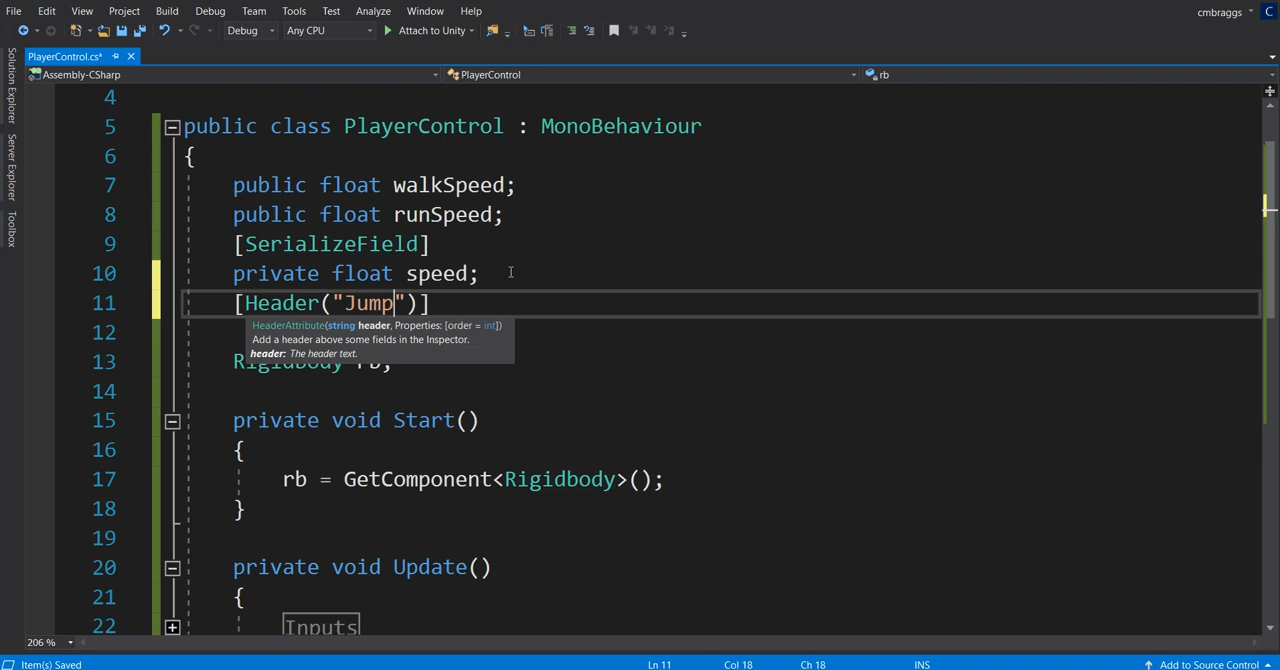 File Edit View Project Build Debug Team Tools Test Analyze Window Help
cmbraggs C
Debug Any CPU Attach to Unity
PlayerControl.cs*
Assembly-CSharp PlayerControl rb
Solution Explorer
Server Explorer
Toolbox
4
5 public class PlayerControl : MonoBehaviour
6 {
7 public float walkSpeed;
8 public float runSpeed;
9 [SerializeField]
10 private float speed;
11 [Header("Jump")]
HeaderAttribute(string header, Properties: [order = int])
12 Add a header above some fields in the Inspector.
header: The header text.
13 Rigidbody rb;
14
15 private void Start()
16 {
17 rb = GetComponent<Rigidbody>();
18 }
19
20 private void Update()
21 {
22 Inputs
206 %
Item(s) Saved Ln 11 Col 18 Ch 18 INS Add to Source Control